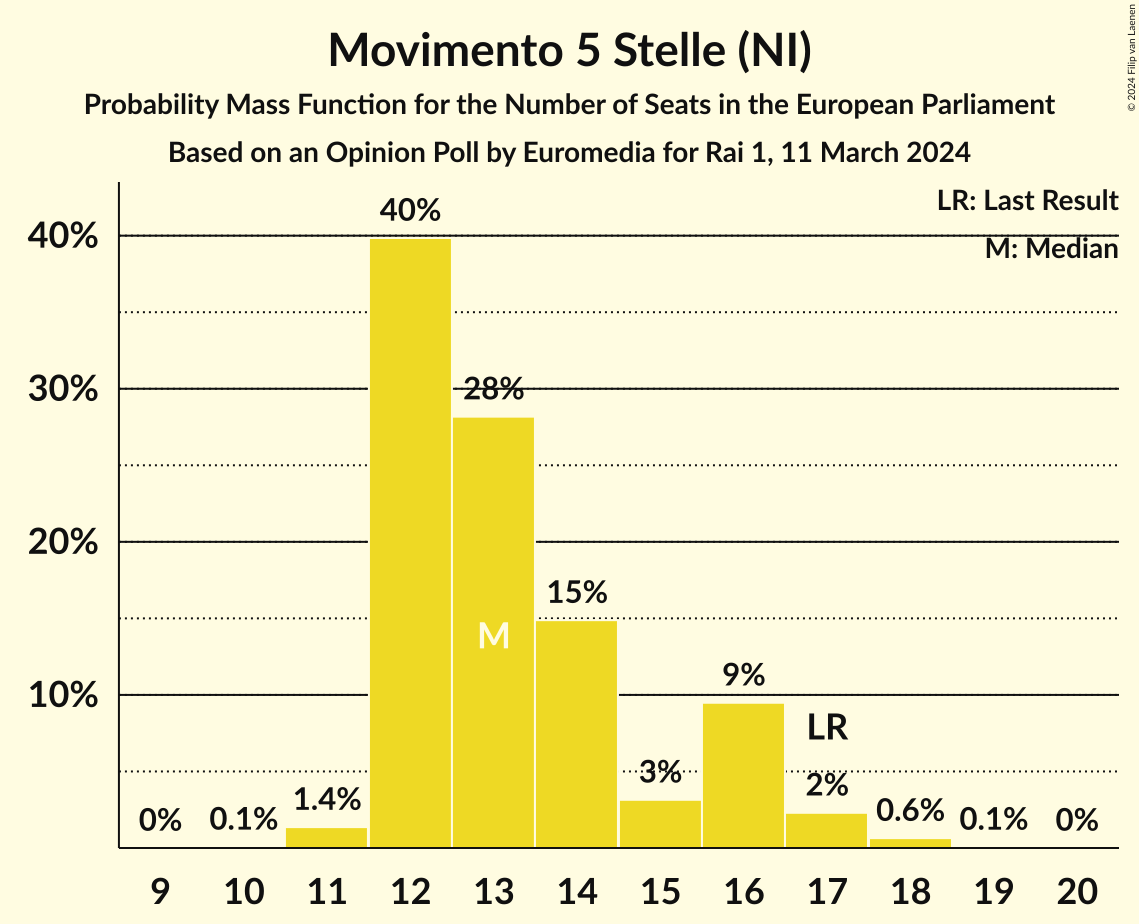 Movimento 5 Stelle (NI)
Probability Mass Function for the Number of Seats in the European Parliament
Based on an Opinion Poll by Euromedia for Rai 1, 11 March 2024
© 2024 Filip van Laenen
LR: Last Result
M: Median
40%
30%
20%
10%
0%
0.1%
1.4%
40%
28%
M
15%
3%
9%
LR
2%
0.6%
0.1%
0%
9 10 11 12 13 14 15 16 17 18 19 20